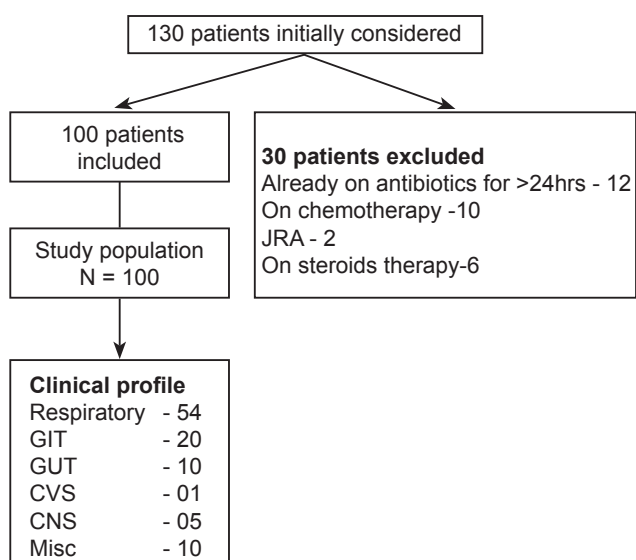 130 patients initially considered
100 patients
included
30 patients excluded
Already on antibiotics for >24hrs - 12
On chemotherapy -10
JRA - 2
On steroids therapy-6
Study population
N = 100
Clinical profile
Respiratory - 54
GIT - 20
GUT - 10
CVS - 01
CNS - 05
Misc - 10